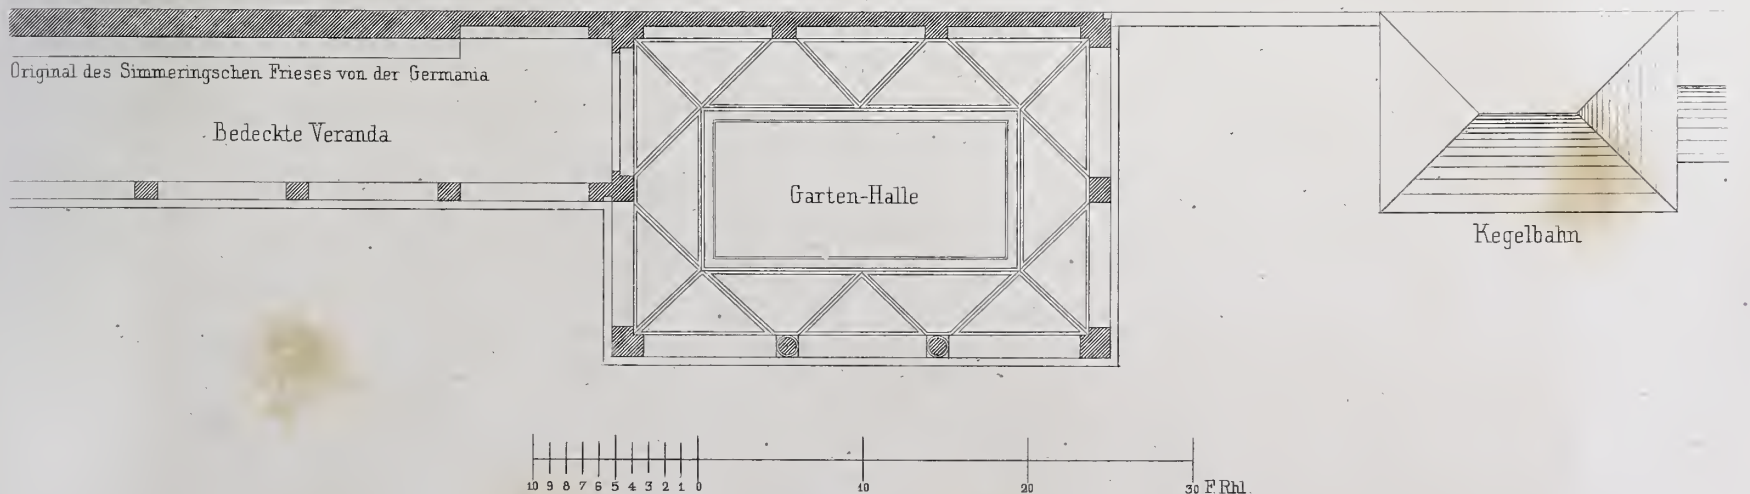 Original des Simmeringschen Frieses von der Germania
Bedeckte Veranda
Garten-Halle
Kegelbahn
10 9 8 7 6 5 4 3 2 1 0 10 20 30 F. Rhl.